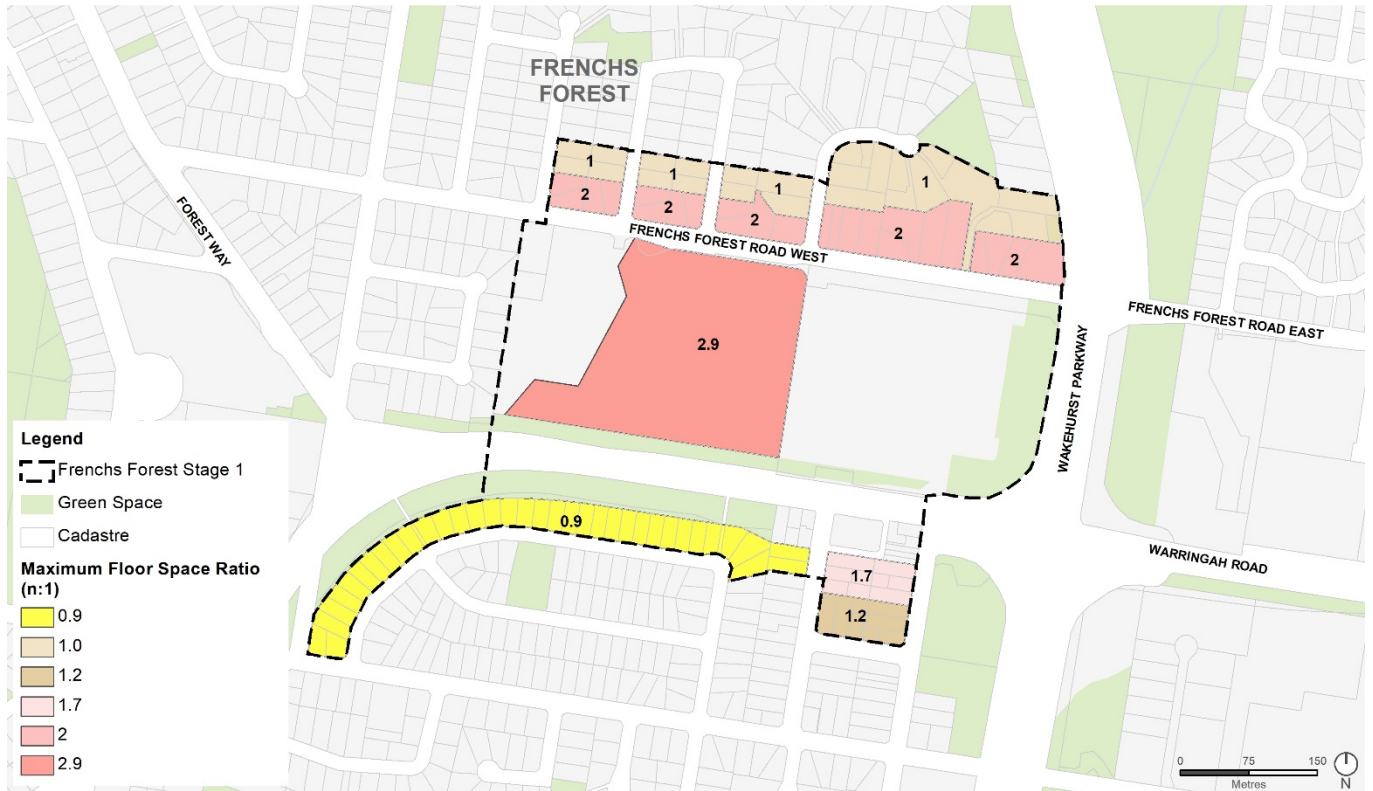 FRENCHS
FOREST
1
1
1
1
2
2
2
2
2
FOREST WAY
FRENCHS FOREST ROAD WEST
FRENCHS FOREST ROAD EAST
2.9
WAKEHURST PARKWAY
WARRINGAH ROAD
0.9
1.7
1.2
Legend
Frenchs Forest Stage 1
Green Space
Cadastre
Maximum Floor Space Ratio
(n:1)
0.9
1.0
1.2
1.7
2
2.9
0 75 150
Metres
N